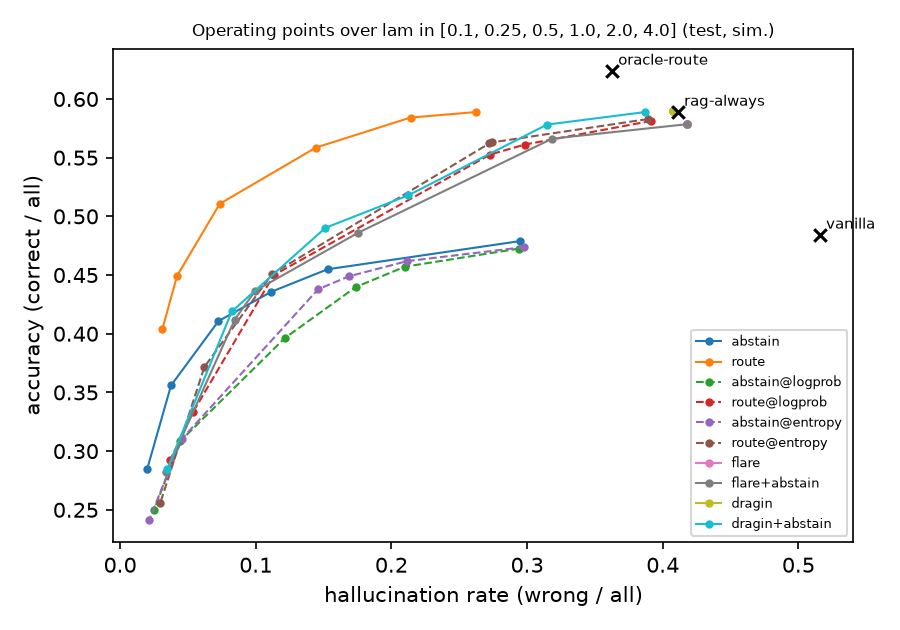 Operating points over lam in [0.1, 0.25, 0.5, 1.0, 2.0, 4.0] (test, sim.)
oracle-route
rag-always
vanilla
accuracy (correct / all)
0.60
0.55
0.50
0.45
0.40
0.35
0.30
0.25
abstain
route
abstain@logprob
route@logprob
abstain@entropy
route@entropy
flare
flare+abstain
dragin
dragin+abstain
0.0 0.1 0.2 0.3 0.4 0.5
hallucination rate (wrong / all)